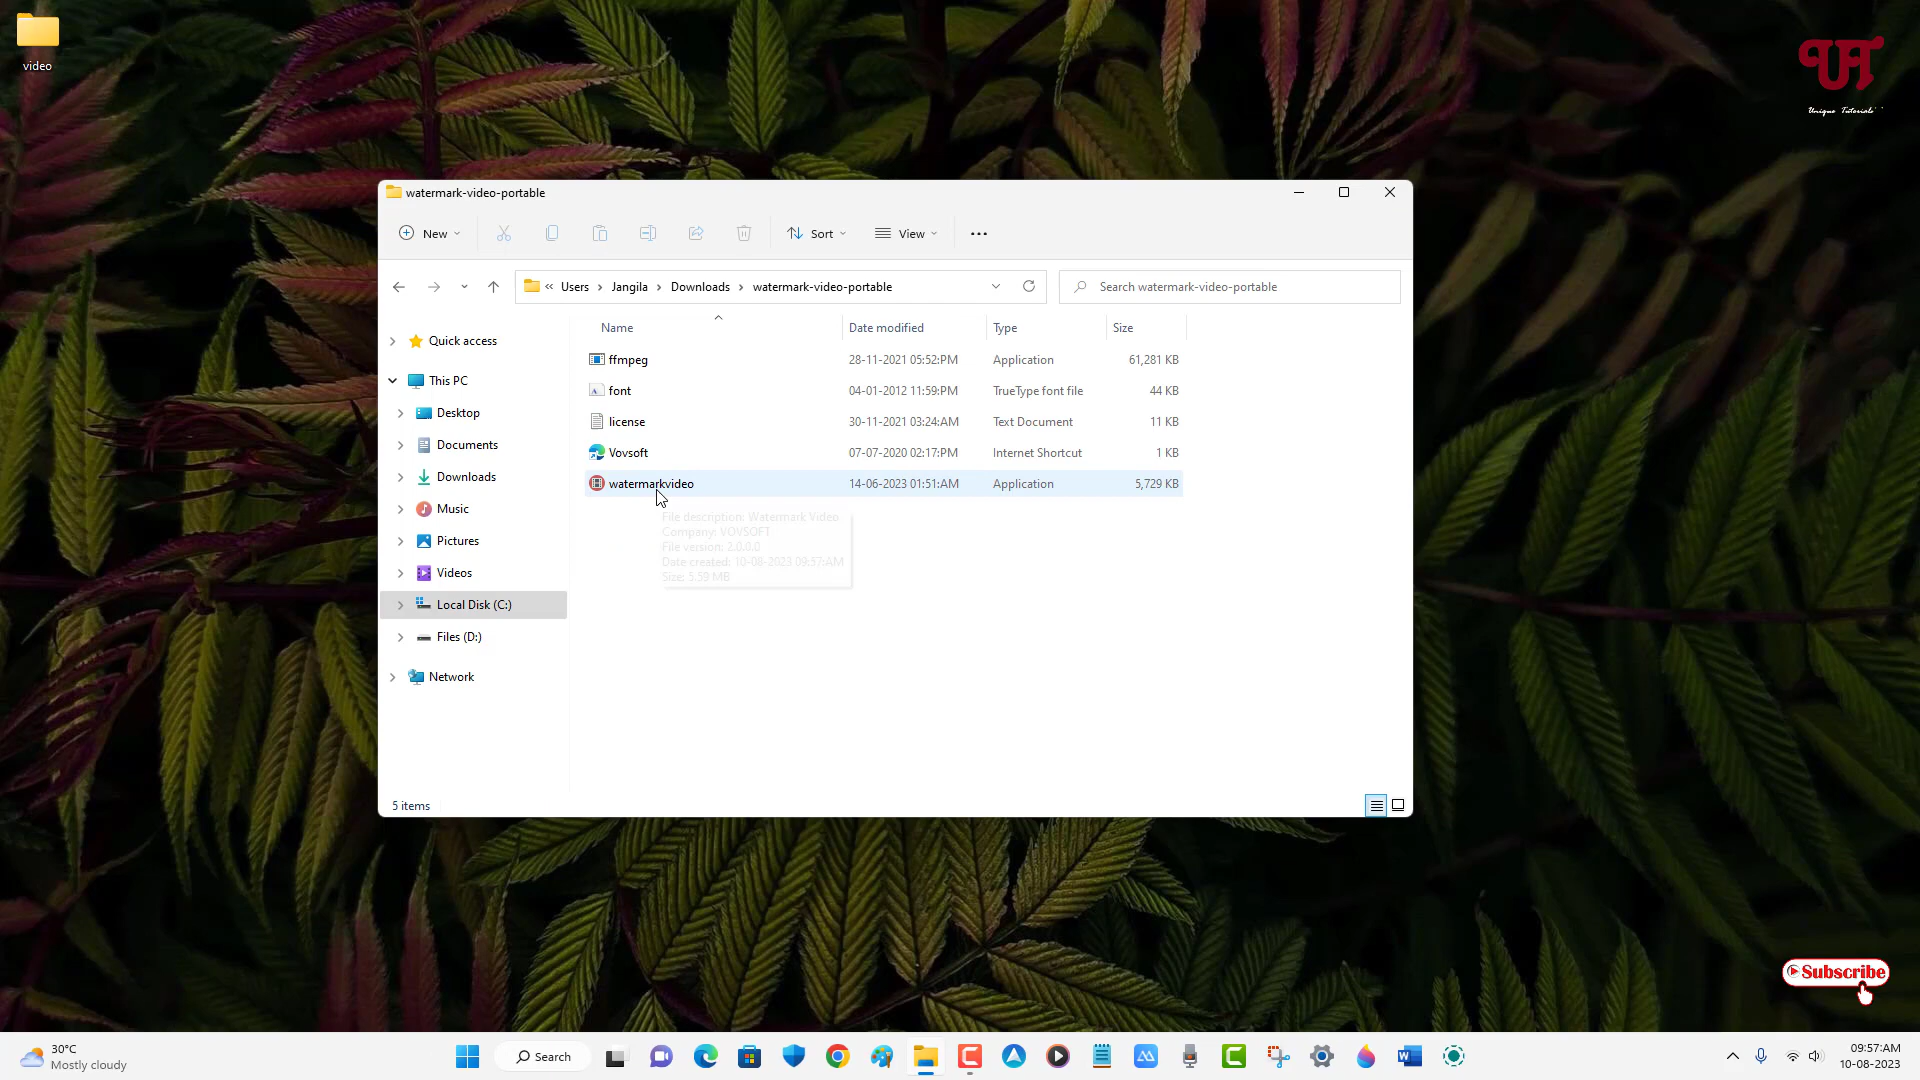 video
UT
Unique Tutorials
watermark-video-portable
New
Sort
View
Users
Jangila
Downloads
watermark-video-portable
Search watermark-video-portable
Name
Date modified
Type
Size
ffmpeg
28-11-2021 05:52:PM
Application
61,281 KB
font
04-01-2012 11:59:PM
TrueType font file
44 KB
license
30-11-2021 03:24:AM
Text Document
11 KB
Vovsoft
07-07-2020 02:17:PM
Internet Shortcut
1 KB
watermarkvideo
14-06-2023 01:51:AM
Application
5,729 KB
File description: Watermark Video
Company: VOVSOFT
File version: 2.0.0.0
Date created: 10-08-2023 09:57:AM
Size: 5.59 MB
Quick access
This PC
Desktop
Documents
Downloads
Music
Pictures
Videos
Local Disk (C:)
Files (D:)
Network
5 items
Subscribe
30°C
Mostly cloudy
Search
09:57:AM
10-08-2023